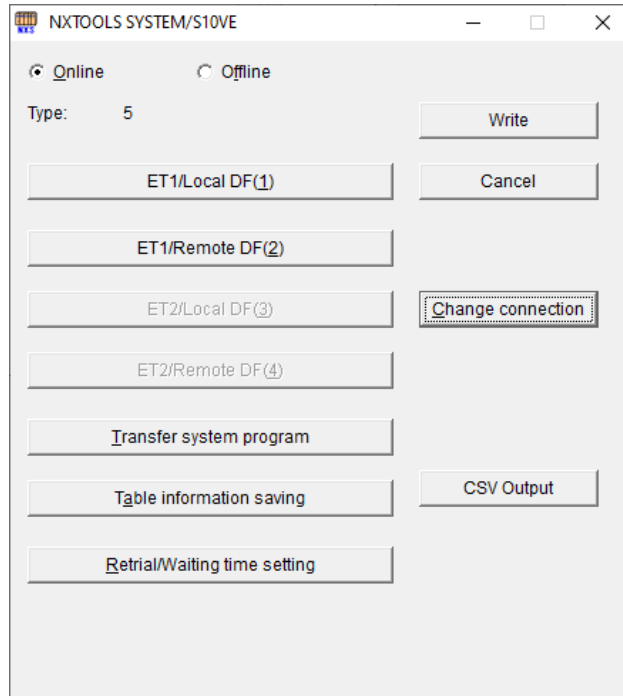 NXS NXTOOLS SYSTEM/S10VE
Online Offline
Type: 5
Write
ET1/Local DF(1) Cancel
ET1/Remote DF(2)
ET2/Local DF(3) Change connection
ET2/Remote DF(4)
Transfer system program
Table information saving CSV Output
Retrial/Waiting time setting